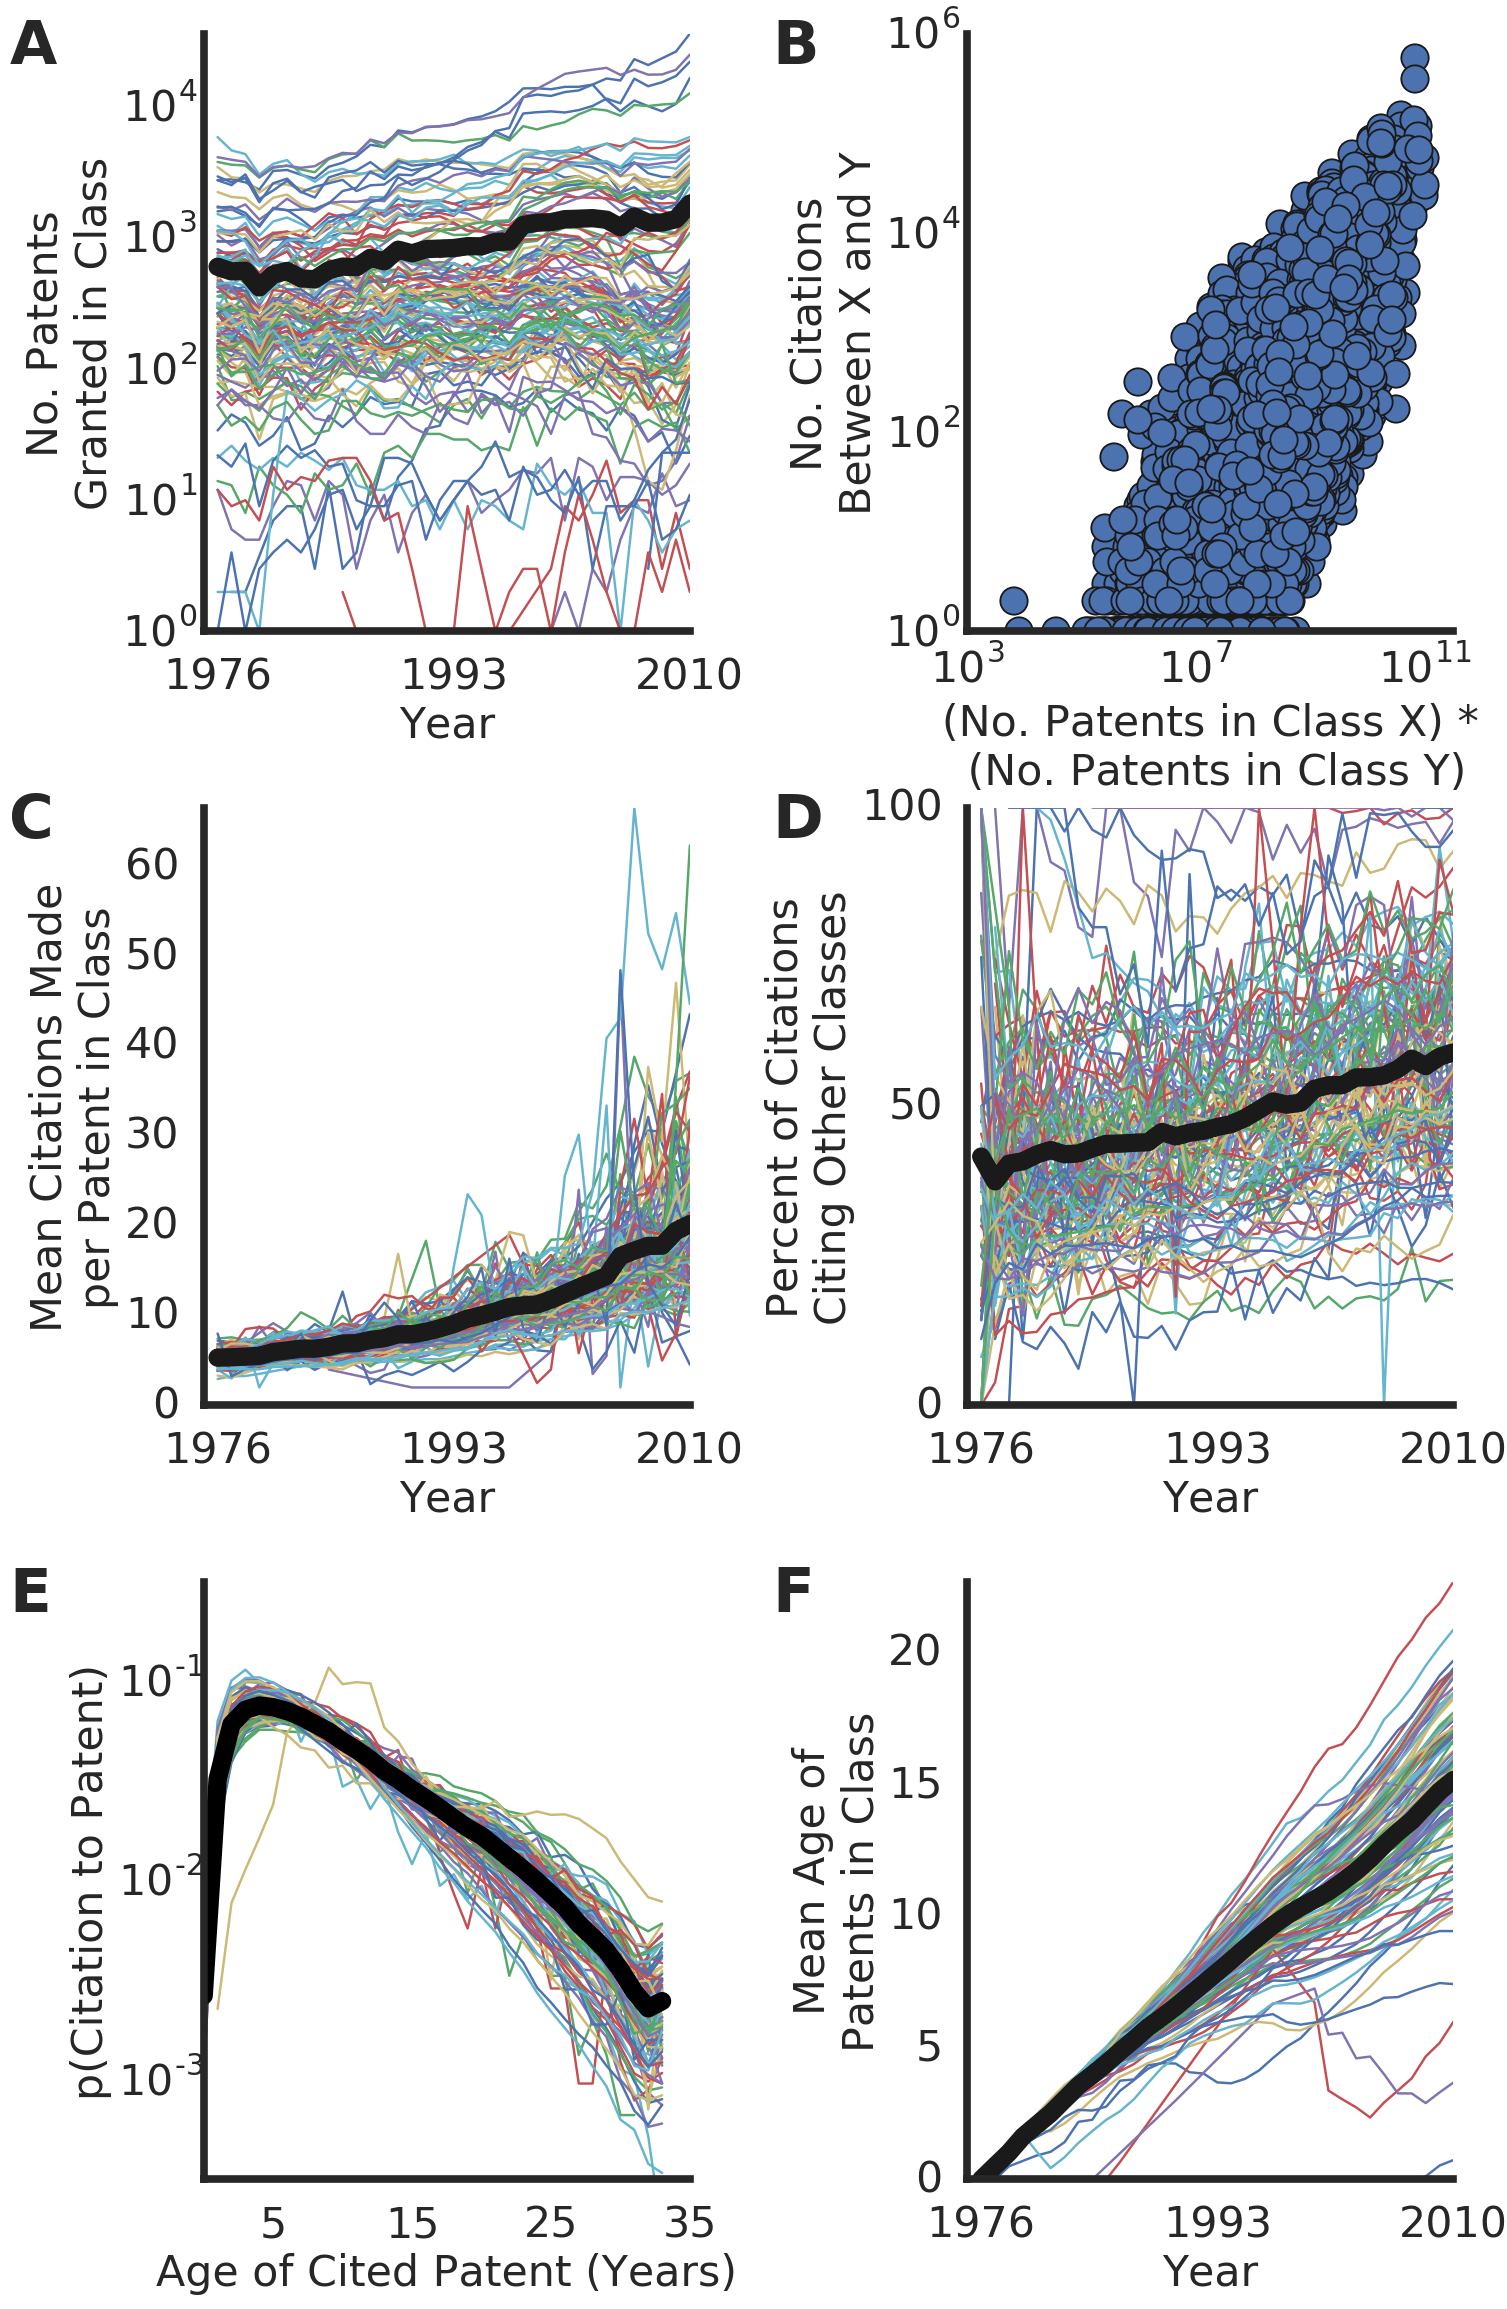 A
No. Patents
Granted in Class
10^4
10^3
10^2
10^1
10^0
1976 1993 2010
Year
B
No. Citations
Between X and Y
10^6
10^4
10^2
10^0
10^3 10^7 10^11
(No. Patents in Class X) *
(No. Patents in Class Y)
C
Mean Citations Made
per Patent in Class
60
50
40
30
20
10
0
1976 1993 2010
Year
D
Percent of Citations
Citing Other Classes
100
50
0
1976 1993 2010
Year
E
p(Citation to Patent)
10^-1
10^-2
10^-3
5 15 25 35
Age of Cited Patent (Years)
F
Mean Age of
Patents in Class
20
15
10
5
0
1976 1993 2010
Year